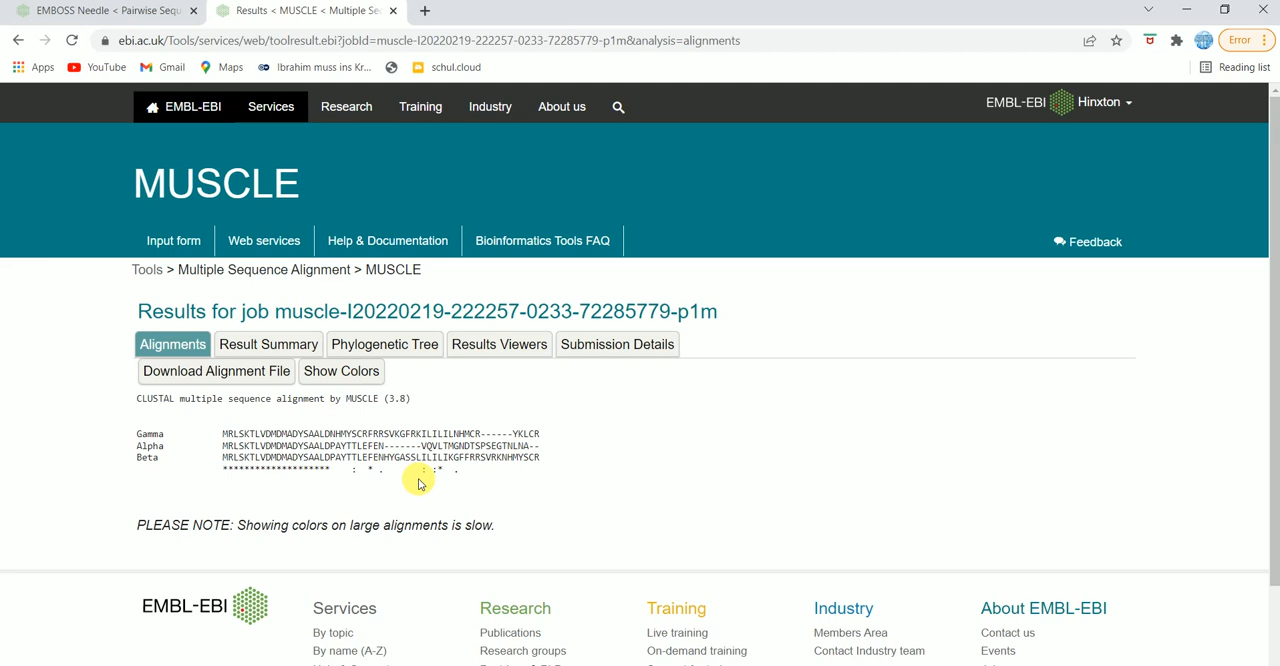 EMBOSS Needle < Pairwise Sequ
Results < MUSCLE < Multiple Se
ebi.ac.uk/Tools/services/web/toolresult.ebi?jobId=muscle-I20220219-222257-0233-72285779-p1m&analysis=alignments
Error
Apps YouTube Gmail Maps Ibrahim muss ins Kr... schul.cloud Reading list
EMBL-EBI Services Research Training Industry About us EMBL-EBI Hinxton
MUSCLE
Input form Web services Help & Documentation Bioinformatics Tools FAQ Feedback
Tools > Multiple Sequence Alignment > MUSCLE
Results for job muscle-I20220219-222257-0233-72285779-p1m
Alignments Result Summary Phylogenetic Tree Results Viewers Submission Details
Download Alignment File Show Colors
CLUSTAL multiple sequence alignment by MUSCLE (3.8)
Gamma MRLSKTLVDMDMADYSAALDNHMYSCRFRRSVKGFRKILILILNHMCR------YKLCR
Alpha MRLSKTLVDMDMADYSAALDPAYTTLEFEN-------VQVLTMGNDTSPSEGTNLNA--
Beta MRLSKTLVDMDMADYSAALDPAYTTLEFENHYGASSLILILIKGFFRRSVRKNHMYSCR
******************** : * . : :* .
PLEASE NOTE: Showing colors on large alignments is slow.
EMBL-EBI Services Research Training Industry About EMBL-EBI
By topic Publications Live training Members Area Contact us
By name (A-Z) Research groups On-demand training Contact Industry team Events